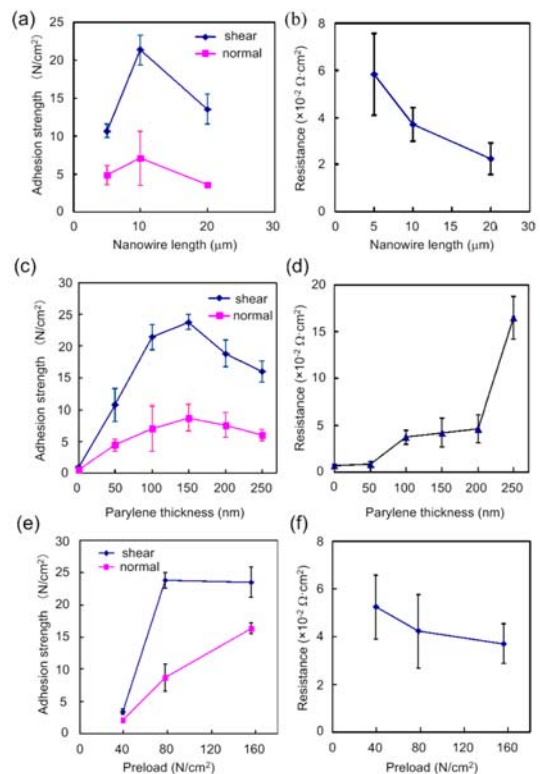 (a)
Adhesion strength (N/cm²)
25
20
15
10
5
0
shear
normal
0
10
20
30
Nanowire length (μm)
(b)
Resistance (×10⁻² Ω·cm²)
8
6
4
2
0
0
5
10
15
20
25
30
Nanowire length (μm)
(c)
Adhesion strength (N/cm²)
30
25
20
15
10
5
0
shear
normal
0
50
100
150
200
250
Parylene thickness (nm)
(d)
Resistance (×10⁻² Ω·cm²)
20
15
10
5
0
0
50
100
150
200
250
Parylene thickness (nm)
(e)
Adhesion strength (N/cm²)
30
25
20
15
10
5
0
shear
normal
0
40
80
120
160
Preload (N/cm²)
(f)
Resistance (×10⁻² Ω·cm²)
8
6
4
2
0
0
40
80
120
160
Preload (N/cm²)